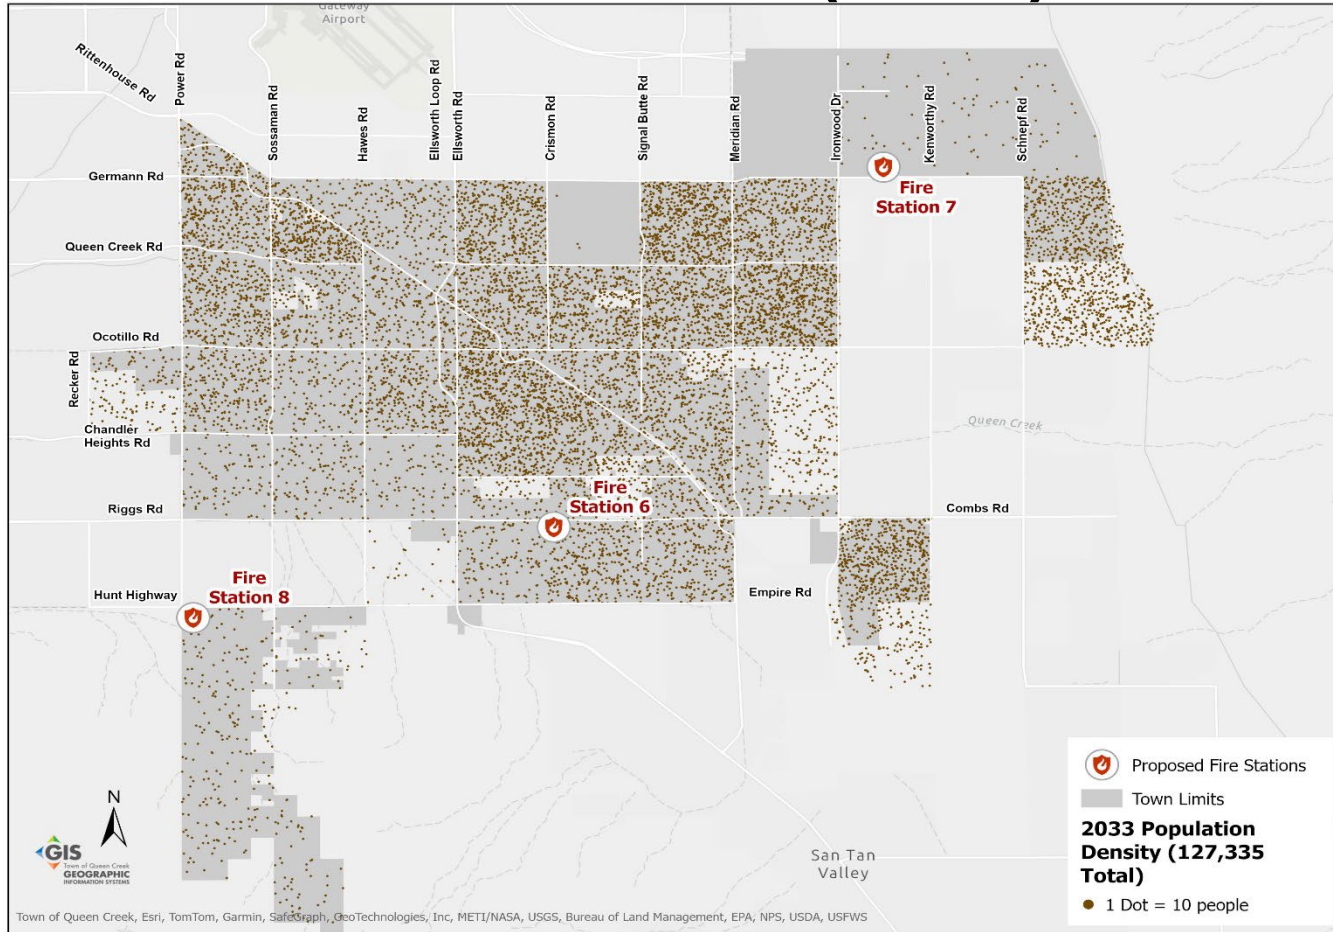 Gateway
Airport
Rittenhouse Rd
Power Rd
Sossaman Rd
Hawes Rd
Ellsworth Loop Rd
Ellsworth Rd
Crismon Rd
Signal Butte Rd
Meridian Rd
Ironwood Dr
Kenworthy Rd
Schnepf Rd
Germann Rd
Fire
Station 7
Queen Creek Rd
Ocotillo Rd
Recker Rd
Queen Creek
Chandler
Heights Rd
Fire
Station 6
Riggs Rd
Combs Rd
Fire
Station 8
Hunt Highway
Empire Rd
N
GIS
Town of Queen Creek
GEOGRAPHIC
INFORMATION SYSTEMS
San Tan
Valley
Proposed Fire Stations
Town Limits
2033 Population
Density (127,335
Total)
1 Dot = 10 people
Town of Queen Creek, Esri, TomTom, Garmin, SafeGraph, GeoTechnologies, Inc, METI/NASA, USGS, Bureau of Land Management, EPA, NPS, USDA, USFWS